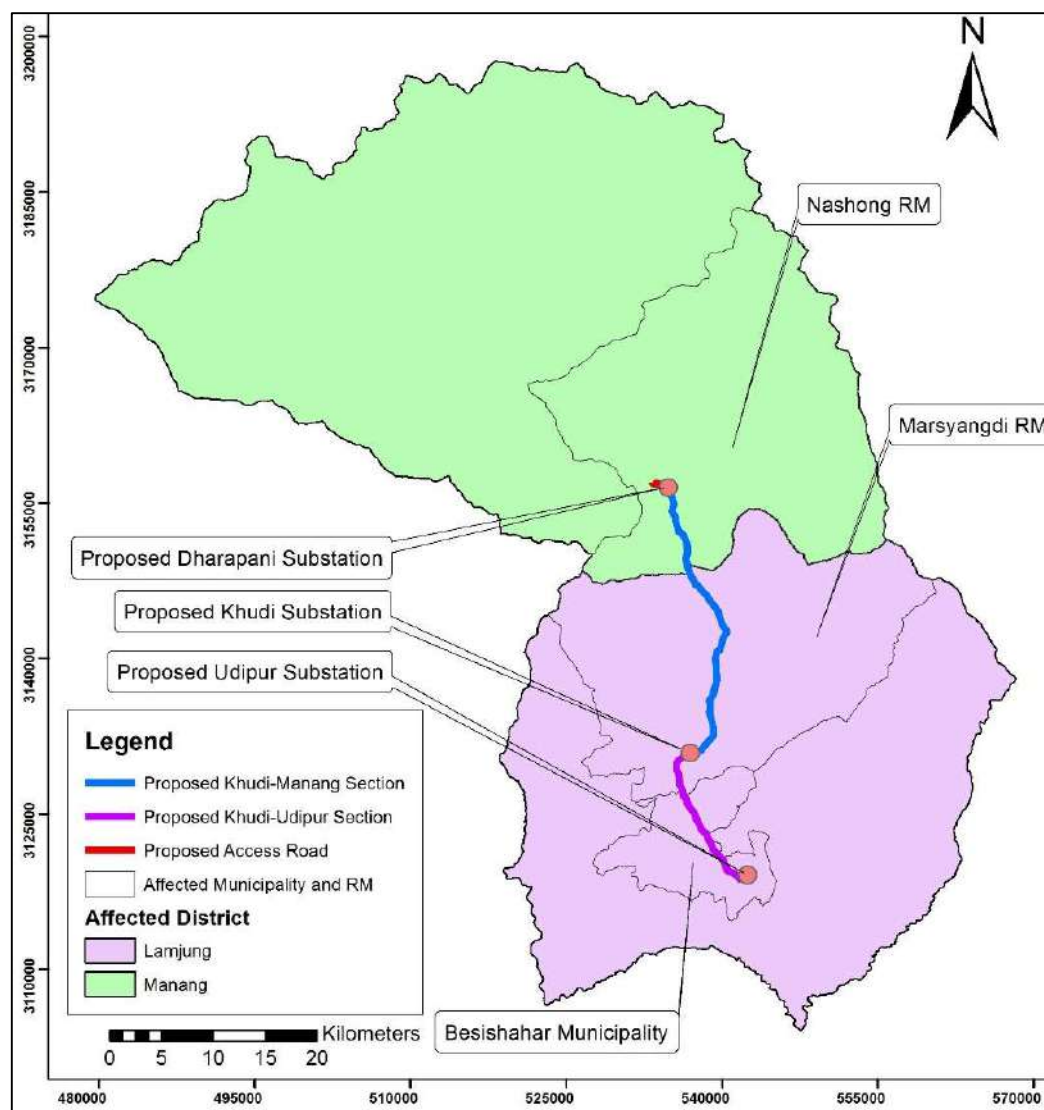 N
3200000
3185000
3170000
3155000
3140000
3125000
3110000
Nashong RM
Marsyangdi RM
Proposed Dharapani Substation
Proposed Khudi Substation
Proposed Udipur Substation
Legend
Proposed Khudi-Manang Section
Proposed Khudi-Udipur Section
Proposed Access Road
Affected Municipality and RM
Affected District
Lamjung
Manang
Kilometers
0 5 10 15 20
Besishahar Municipality
480000 495000 510000 525000 540000 555000 570000